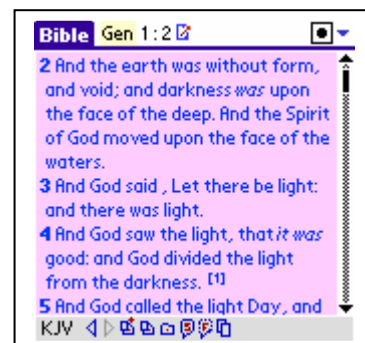 Bible Gen 1:2
2 And the earth was without form,
and void; and darkness was upon
the face of the deep. And the Spirit
of God moved upon the face of the
waters.
3 And God said , Let there be light:
and there was light.
4 And God saw the light, that it was
good: and God divided the light
from the darkness. [1]
5 And God called the light Day, and
KJV